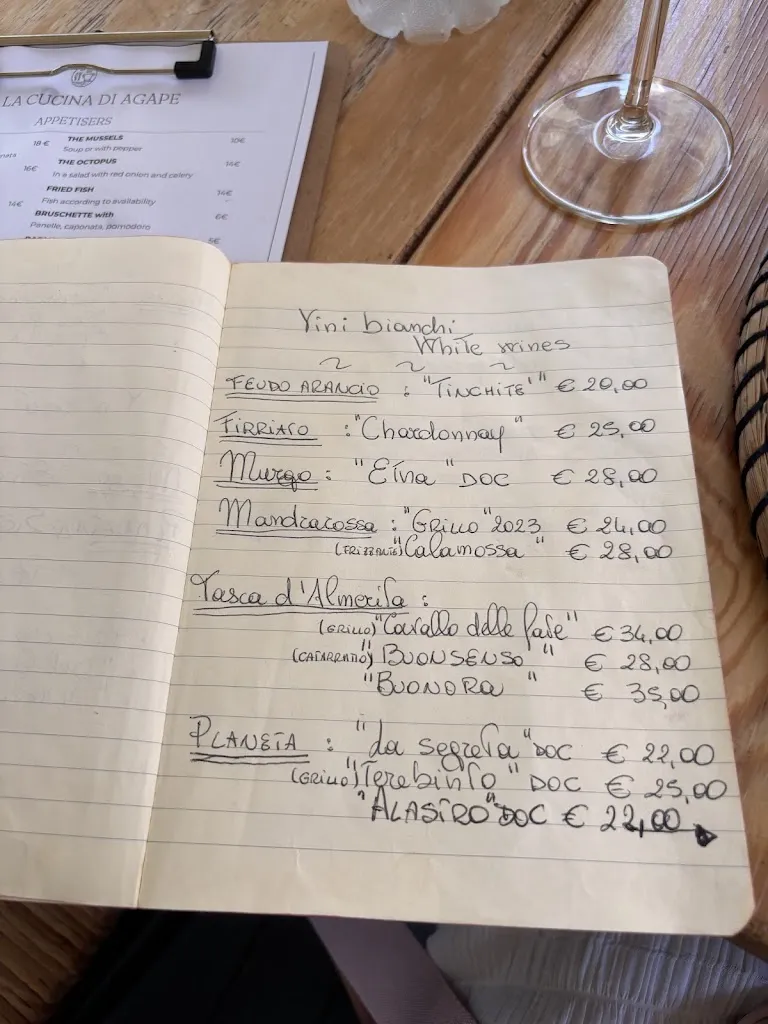 LA CUCINA DI AGAPE
APPETISERS
18 €
THE MUSSELS
10€
Soup or with pepper
16€
THE OCTOPUS
14€
In a salad with red onion and celery
FRIED FISH
14€
14€
Fish according to availability
BRUSCHETTE with
6€
Panelle, caponata, pomodoro
Vini bianchi
White wines
FEUDO ARANCIO : "TINCHITE'" € 20,00
FIRRIATO : "Chardonnay" € 25,00
Murgo : "Etna" DOC € 28,00
Mandrarossa : "GRILLO" 2023 € 24,00
(FRIZZANTE) "Calamossa" € 28,00
Tasca d'Almerita :
(GRILLO) "Cavallo delle fate" € 34,00
(CATARRATTO) "BUONSENSO" € 28,00
"BUONORA" € 35,00
PLANETA : "La segreta" DOC € 22,00
(GRILLO) "Terebinto" DOC € 25,00
"ALASTRO" DOC € 22,00